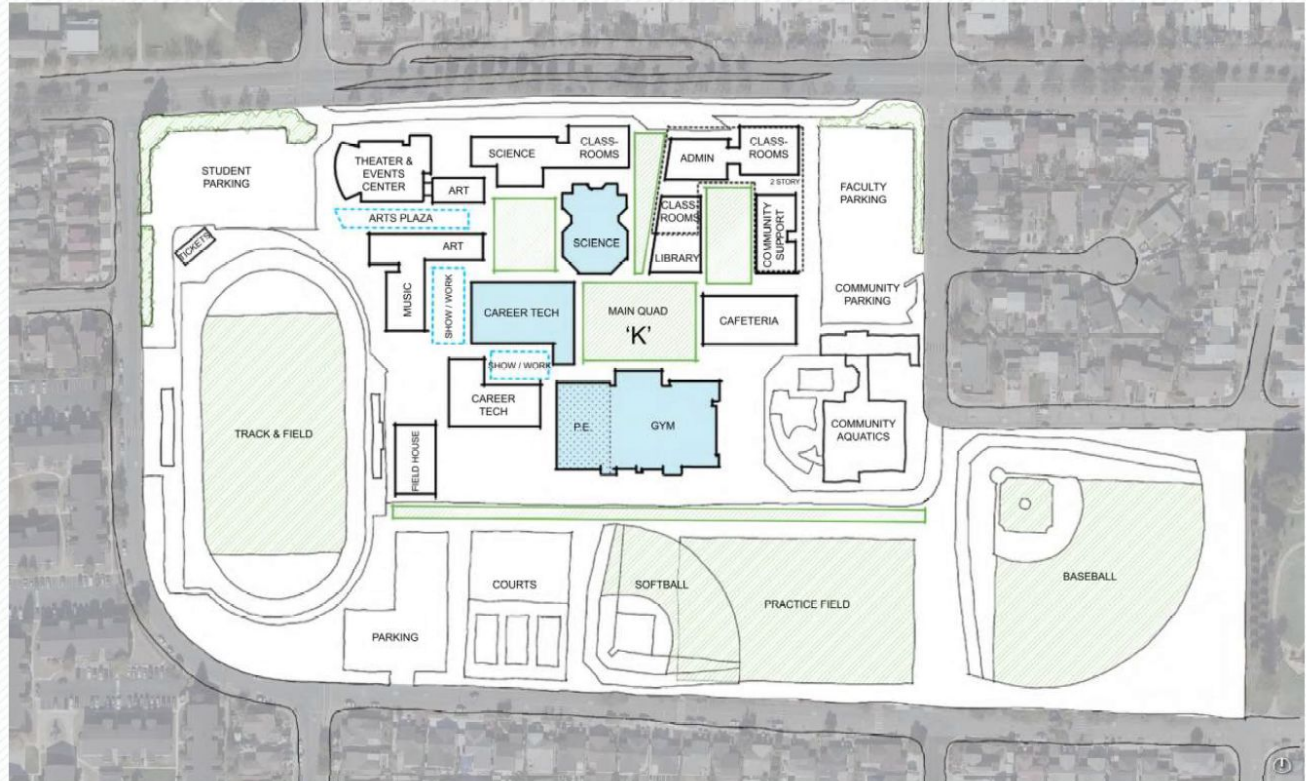 CLASS-
ROOMS
SCIENCE
CLASS-
ROOMS
ADMIN
THEATER &
EVENTS
CENTER
STUDENT
PARKING
ART
2 STORY
FACULTY
PARKING
ARTS PLAZA
CLASS-
ROOMS
COMMUNITY
SUPPORT
TICKETS
ART
SCIENCE
LIBRARY
MUSIC
SHOW / WORK
CAREER TECH
MAIN QUAD
'K'
CAFETERIA
COMMUNITY
PARKING
SHOW / WORK
CAREER
TECH
P.E.
GYM
COMMUNITY
AQUATICS
TRACK & FIELD
FIELD HOUSE
COURTS
SOFTBALL
PRACTICE FIELD
BASEBALL
PARKING